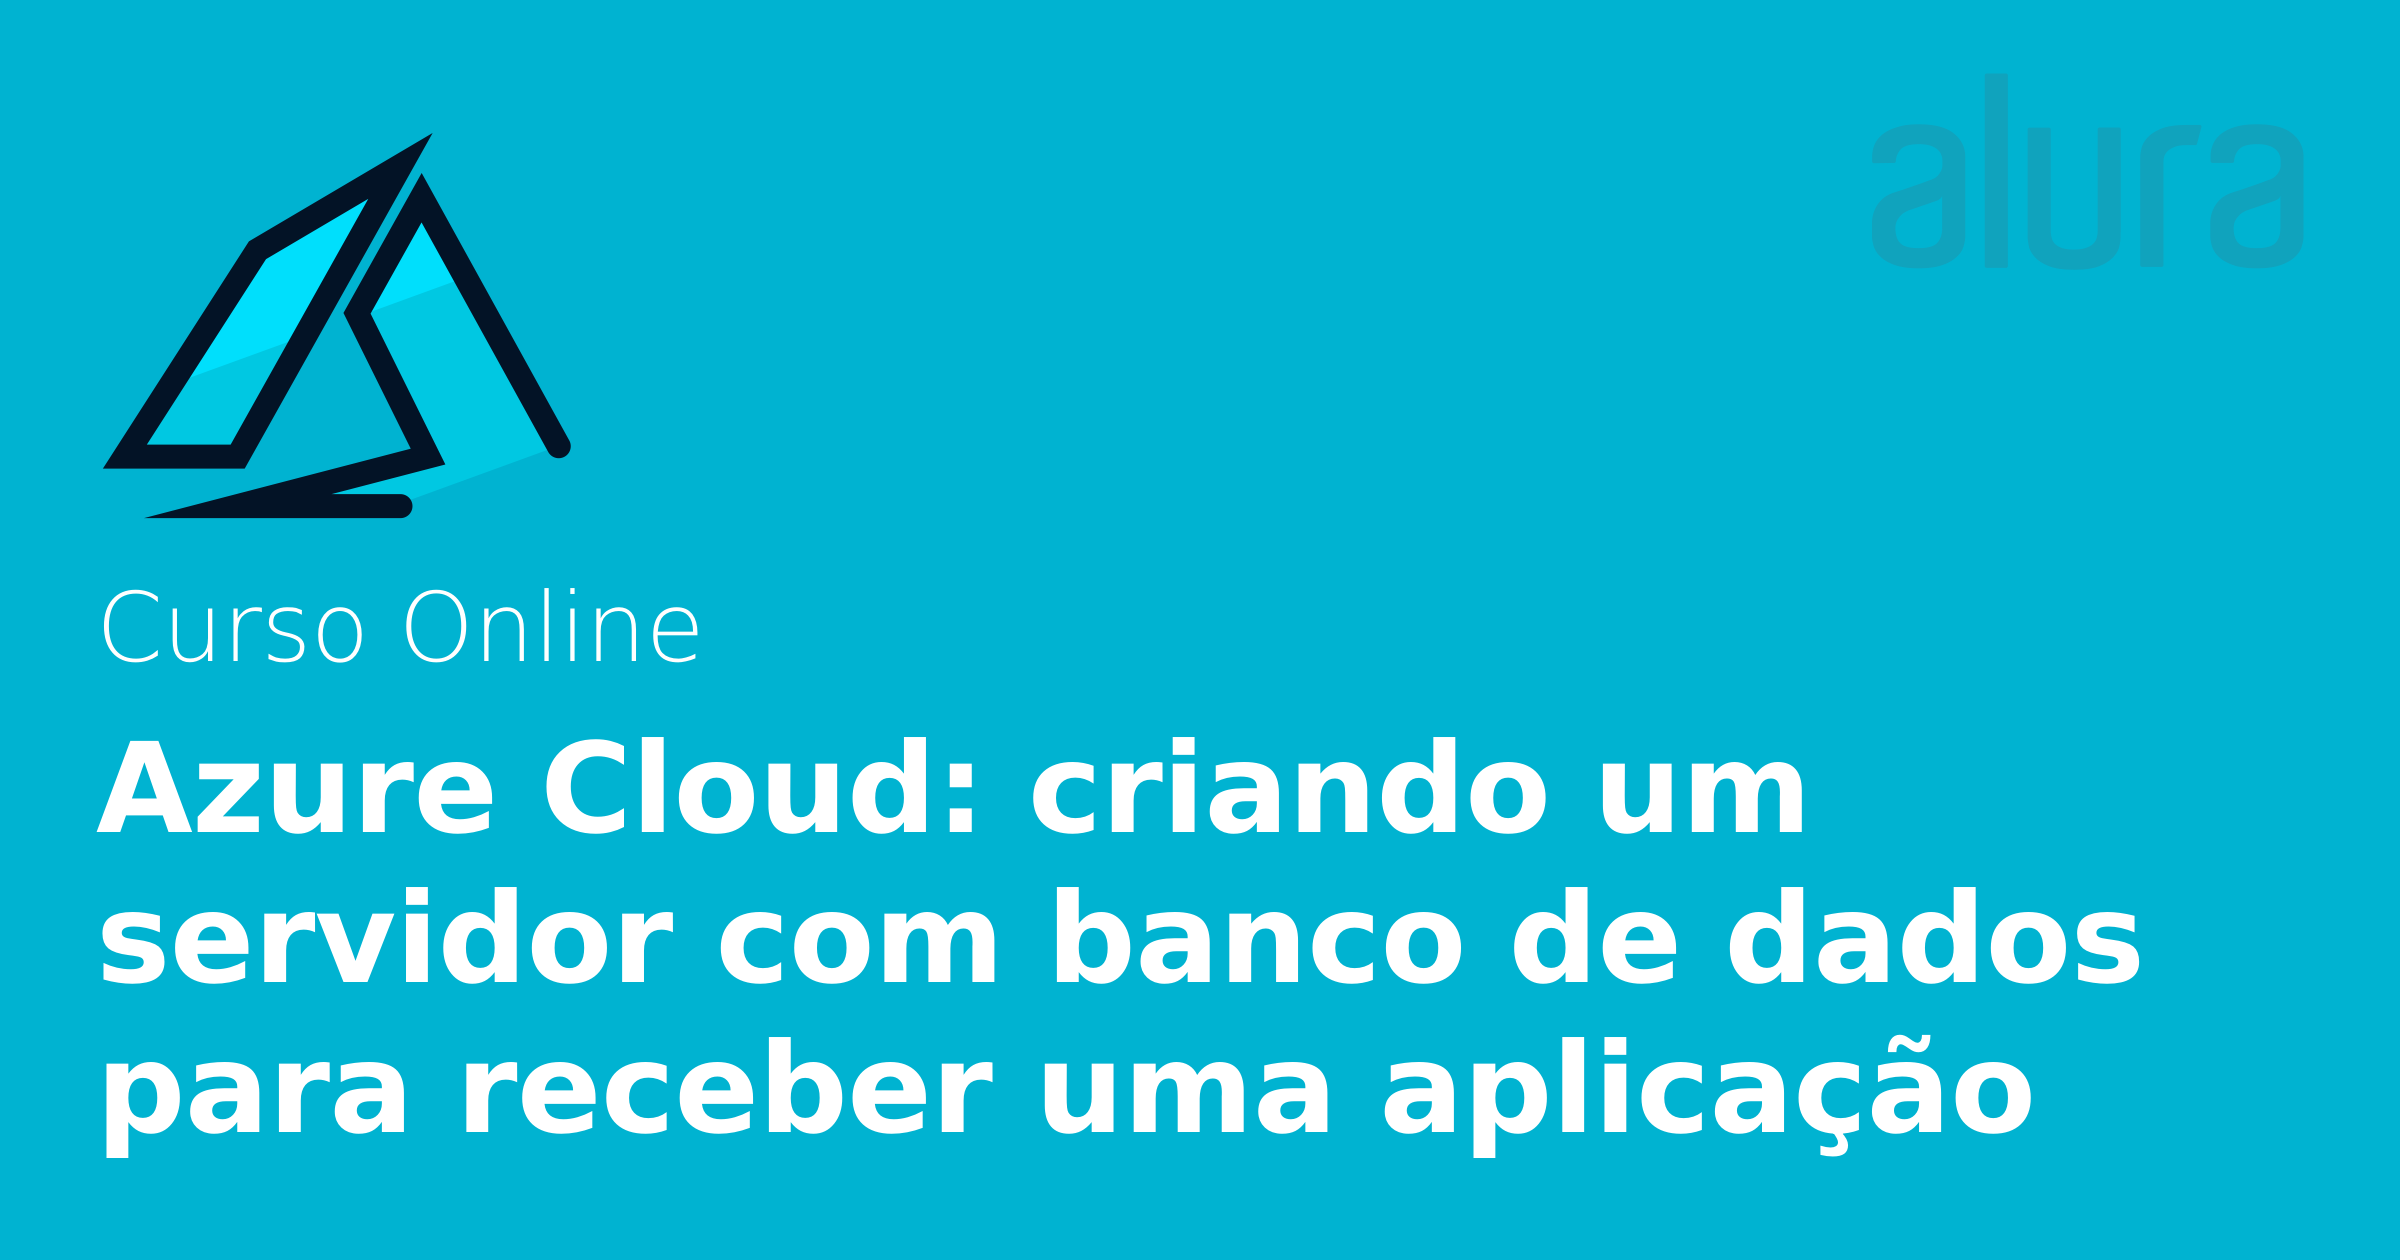 alura
Curso Online
Azure Cloud: criando um
servidor com banco de dados
para receber uma aplicação